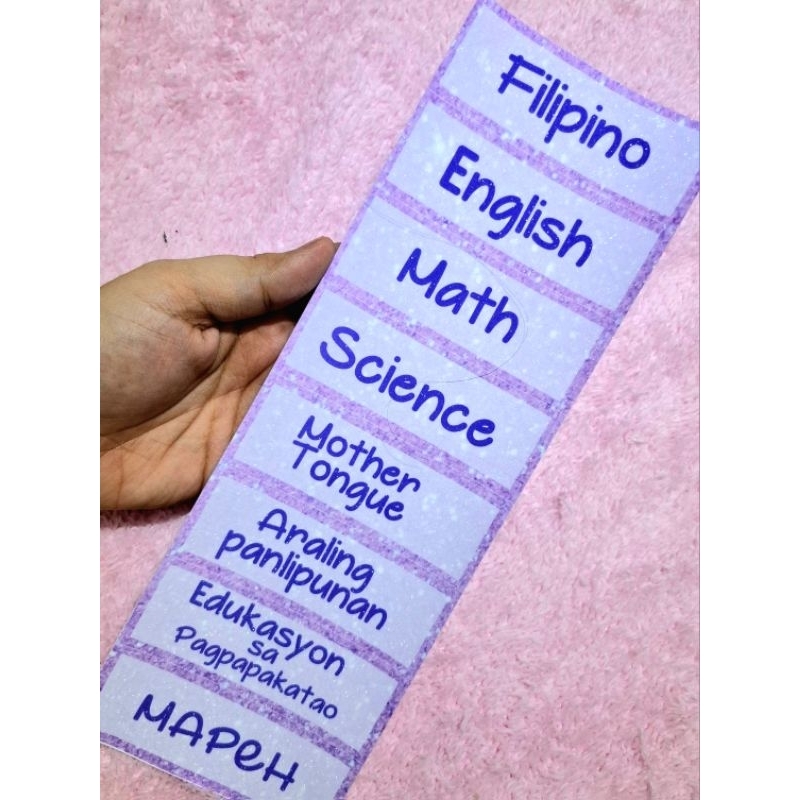 Filipino
English
Math
Science
Mother
Tongue
Araling
panlipunan
Edukasyon
sa
Pagpapakatao
MAPEH